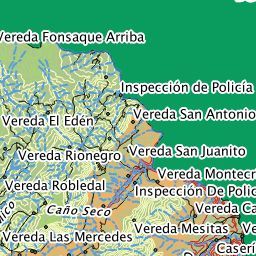 Vereda Fonsaque Arriba
Inspección de Policía
Vereda San Antonio
Vereda El Edén
Vereda San Juanito
Vereda Rionegro
Vereda Montecr
Vereda Robledal
Inspección De Polic
Caño Seco
Vereda Ca
Vereda Mesitas
Vereda Las Mercedes
D
Caserí